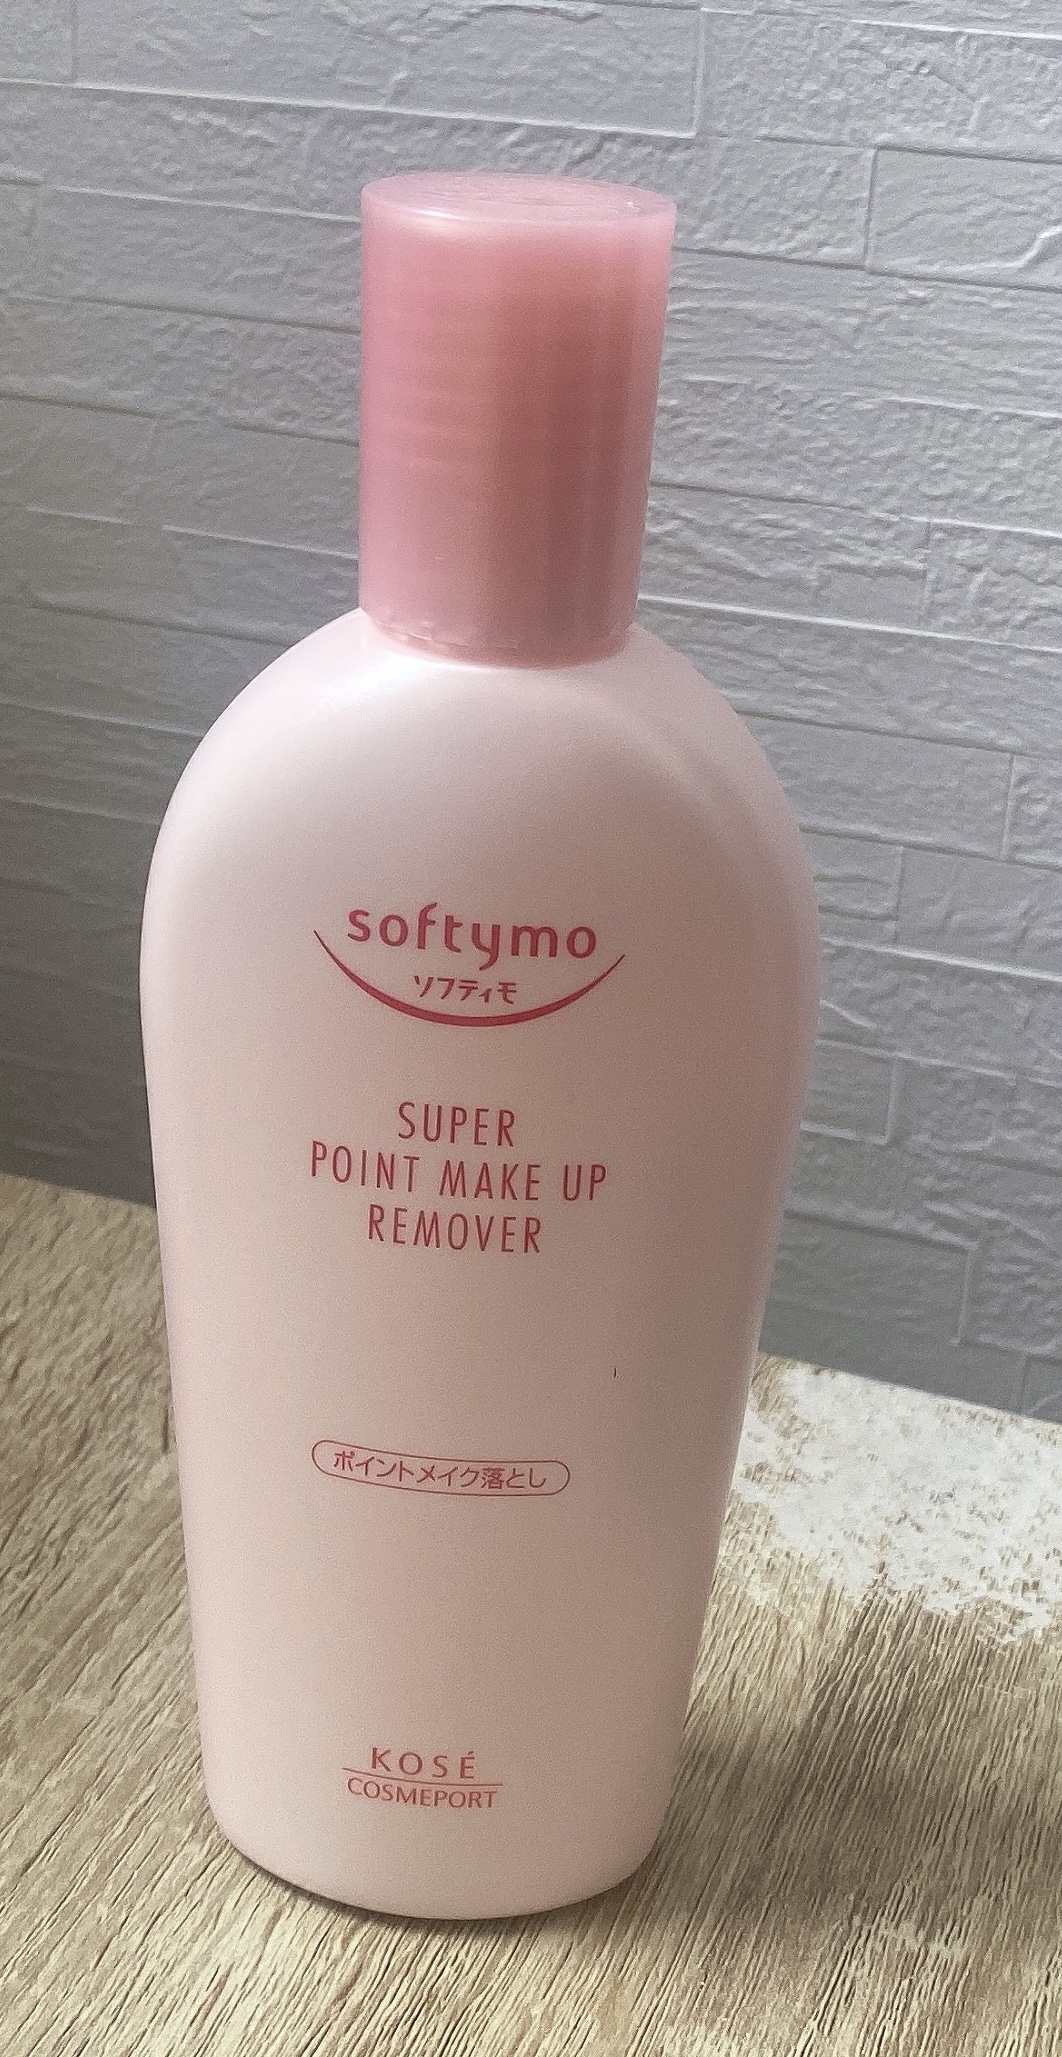 softymo
ソフティモ
SUPER
POINT MAKE UP
REMOVER
ポイントメイク落とし
KOSÉ
COSMEPORT